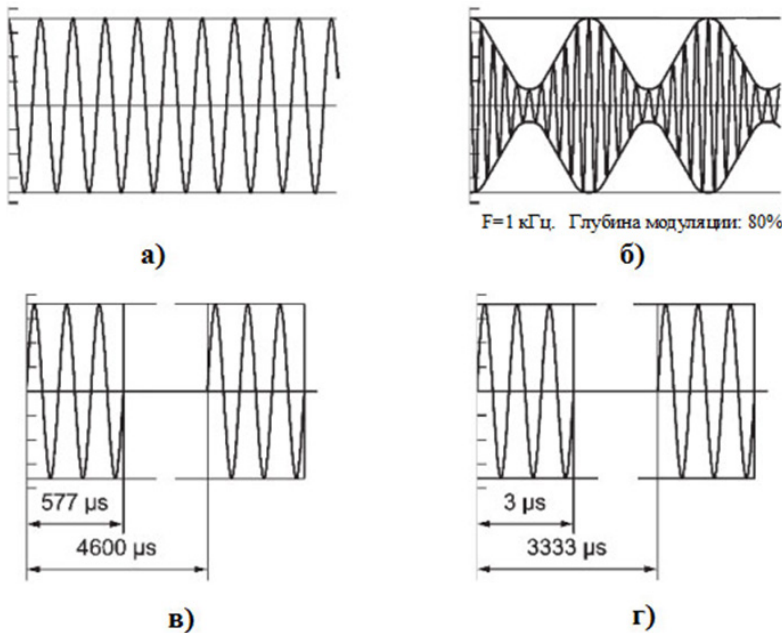 а)
F=1 кГц. Глубина модуляции: 80%
б)
577 µs
4600 µs
в)
3 µs
3333 µs
г)